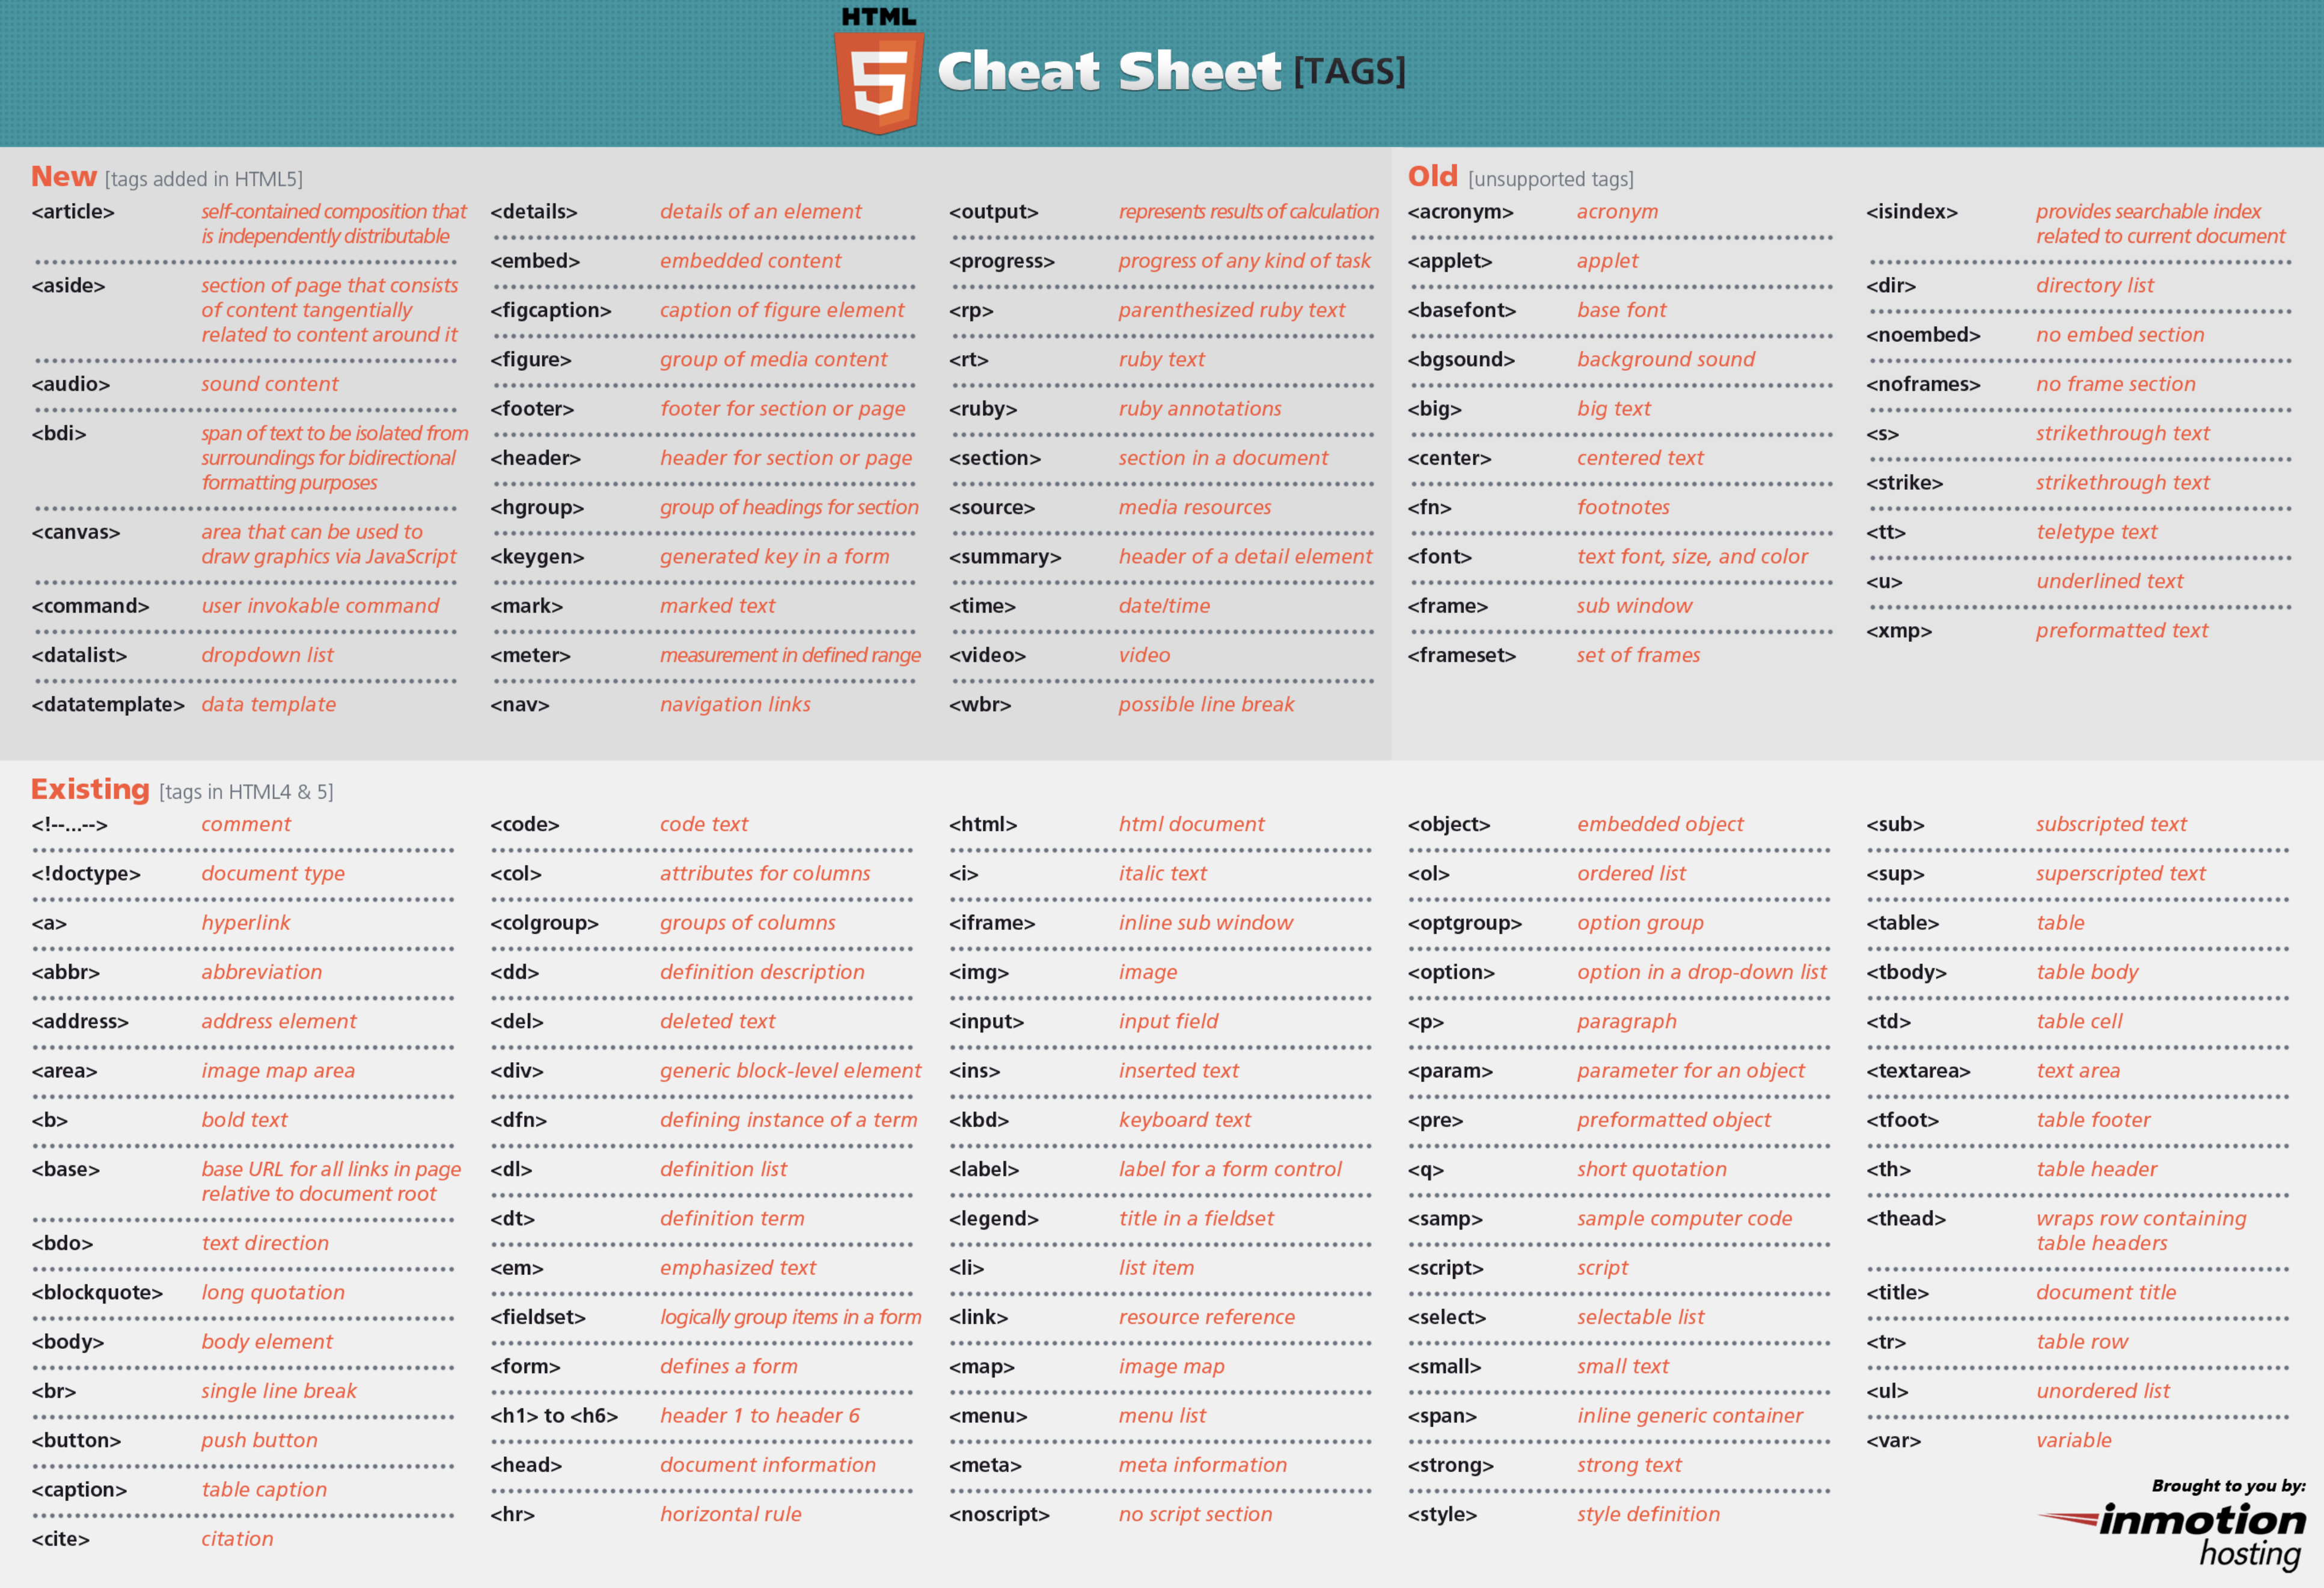 HTML
5
Cheat Sheet [TAGS]
New [tags added in HTML5]
<article> self-contained composition that
is independently distributable
<aside> section of page that consists
of content tangentially
related to content around it
<audio> sound content
<bdi> span of text to be isolated from
surroundings for bidirectional
formatting purposes
<canvas> area that can be used to
draw graphics via JavaScript
<command> user invokable command
<datalist> dropdown list
<datatemplate> data template
<details> details of an element
<embed> embedded content
<figcaption> caption of figure element
<figure> group of media content
<footer> footer for section or page
<header> header for section or page
<hgroup> group of headings for section
<keygen> generated key in a form
<mark> marked text
<meter> measurement in defined range
<nav> navigation links
<output> represents results of calculation
<progress> progress of any kind of task
<rp> parenthesized ruby text
<rt> ruby text
<ruby> ruby annotations
<section> section in a document
<source> media resources
<summary> header of a detail element
<time> date/time
<video> video
<wbr> possible line break
Old [unsupported tags]
<acronym> acronym
<applet> applet
<basefont> base font
<bgsound> background sound
<big> big text
<center> centered text
<fn> footnotes
<font> text font, size, and color
<frame> sub window
<frameset> set of frames
<isindex> provides searchable index
related to current document
<dir> directory list
<noembed> no embed section
<noframes> no frame section
<s> strikethrough text
<strike> strikethrough text
<tt> teletype text
<u> underlined text
<xmp> preformatted text
Existing [tags in HTML4 & 5]
<!--...--> comment
<!doctype> document type
<a> hyperlink
<abbr> abbreviation
<address> address element
<area> image map area
<b> bold text
<base> base URL for all links in page
relative to document root
<bdo> text direction
<blockquote> long quotation
<body> body element
<br> single line break
<button> push button
<caption> table caption
<cite> citation
<code> code text
<col> attributes for columns
<colgroup> groups of columns
<dd> definition description
<del> deleted text
<div> generic block-level element
<dfn> defining instance of a term
<dl> definition list
<dt> definition term
<em> emphasized text
<fieldset> logically group items in a form
<form> defines a form
<h1> to <h6> header 1 to header 6
<head> document information
<hr> horizontal rule
<html> html document
<i> italic text
<iframe> inline sub window
<img> image
<input> input field
<ins> inserted text
<kbd> keyboard text
<label> label for a form control
<legend> title in a fieldset
<li> list item
<link> resource reference
<map> image map
<menu> menu list
<meta> meta information
<noscript> no script section
<object> embedded object
<ol> ordered list
<optgroup> option group
<option> option in a drop-down list
<p> paragraph
<param> parameter for an object
<pre> preformatted object
<q> short quotation
<samp> sample computer code
<script> script
<select> selectable list
<small> small text
<span> inline generic container
<strong> strong text
<style> style definition
<sub> subscripted text
<sup> superscripted text
<table> table
<tbody> table body
<td> table cell
<textarea> text area
<tfoot> table footer
<th> table header
<thead> wraps row containing
table headers
<title> document title
<tr> table row
<ul> unordered list
<var> variable
Brought to you by:
inmotion
hosting